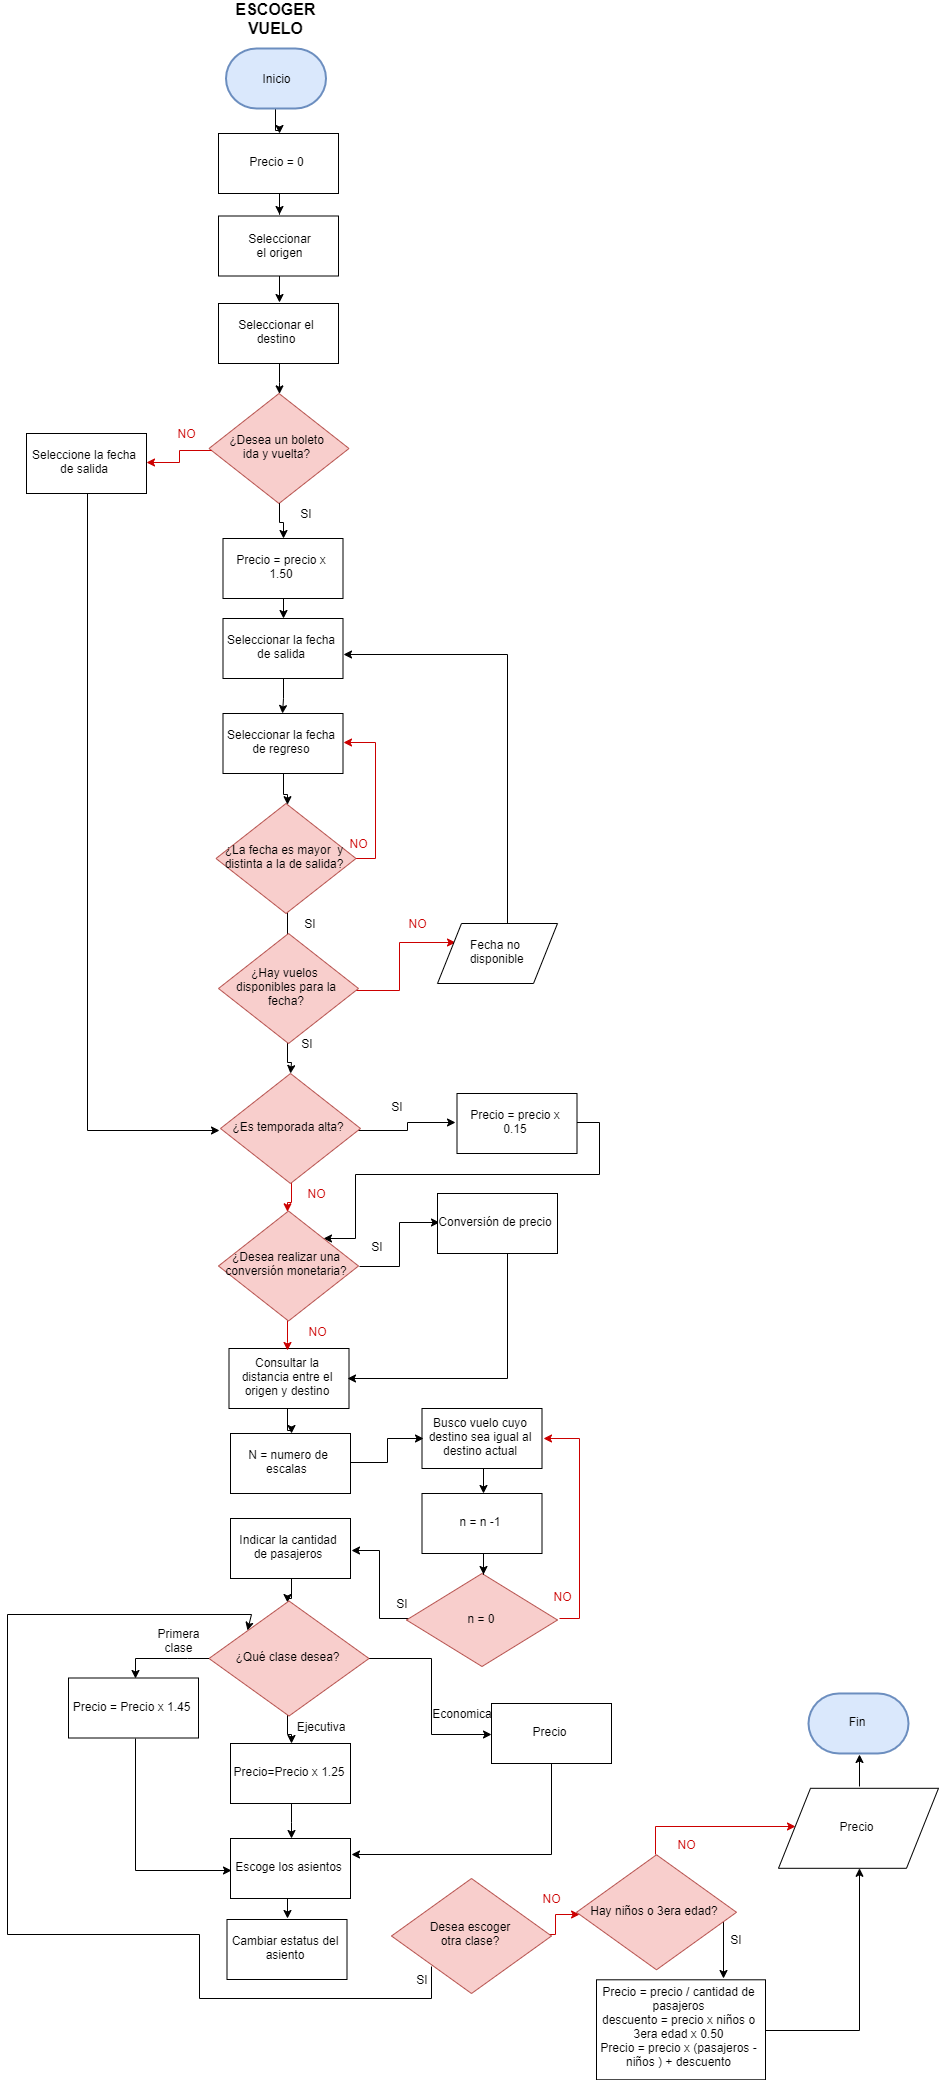 ESCOGER
VUELO
Inicio
Precio = 0
Seleccionar
el origen
Seleccionar el
destino
¿Desea un boleto
ida y vuelta?
NO
Seleccione la fecha
de salida
SI
Precio = precio x
1.50
Seleccionar la fecha
de salida
Seleccionar la fecha
de regreso
¿La fecha es mayor y
distinta a la de salida?
NO
SI
¿Hay vuelos
disponibles para la
fecha?
NO
Fecha no
disponible
SI
¿Es temporada alta?
SI
Precio = precio x
0.15
NO
¿Desea realizar una
conversión monetaria?
SI
Conversión de precio
NO
Consultar la
distancia entre el
origen y destino
N = numero de
escalas
Busco vuelo cuyo
destino sea igual al
destino actual
n = n -1
n = 0
NO
SI
Indicar la cantidad
de pasajeros
¿Qué clase desea?
Primera
clase
Precio = Precio x 1.45
Ejecutiva
Precio=Precio x 1.25
Economica
Precio
Escoge los asientos
Cambiar estatus del
asiento
Desea escoger
otra clase?
SI
NO
Hay niños o 3era edad?
NO
SI
Precio = precio / cantidad de
pasajeros
descuento = precio x niños o
3era edad x 0.50
Precio = precio x (pasajeros -
niños ) + descuento
Precio
Fin